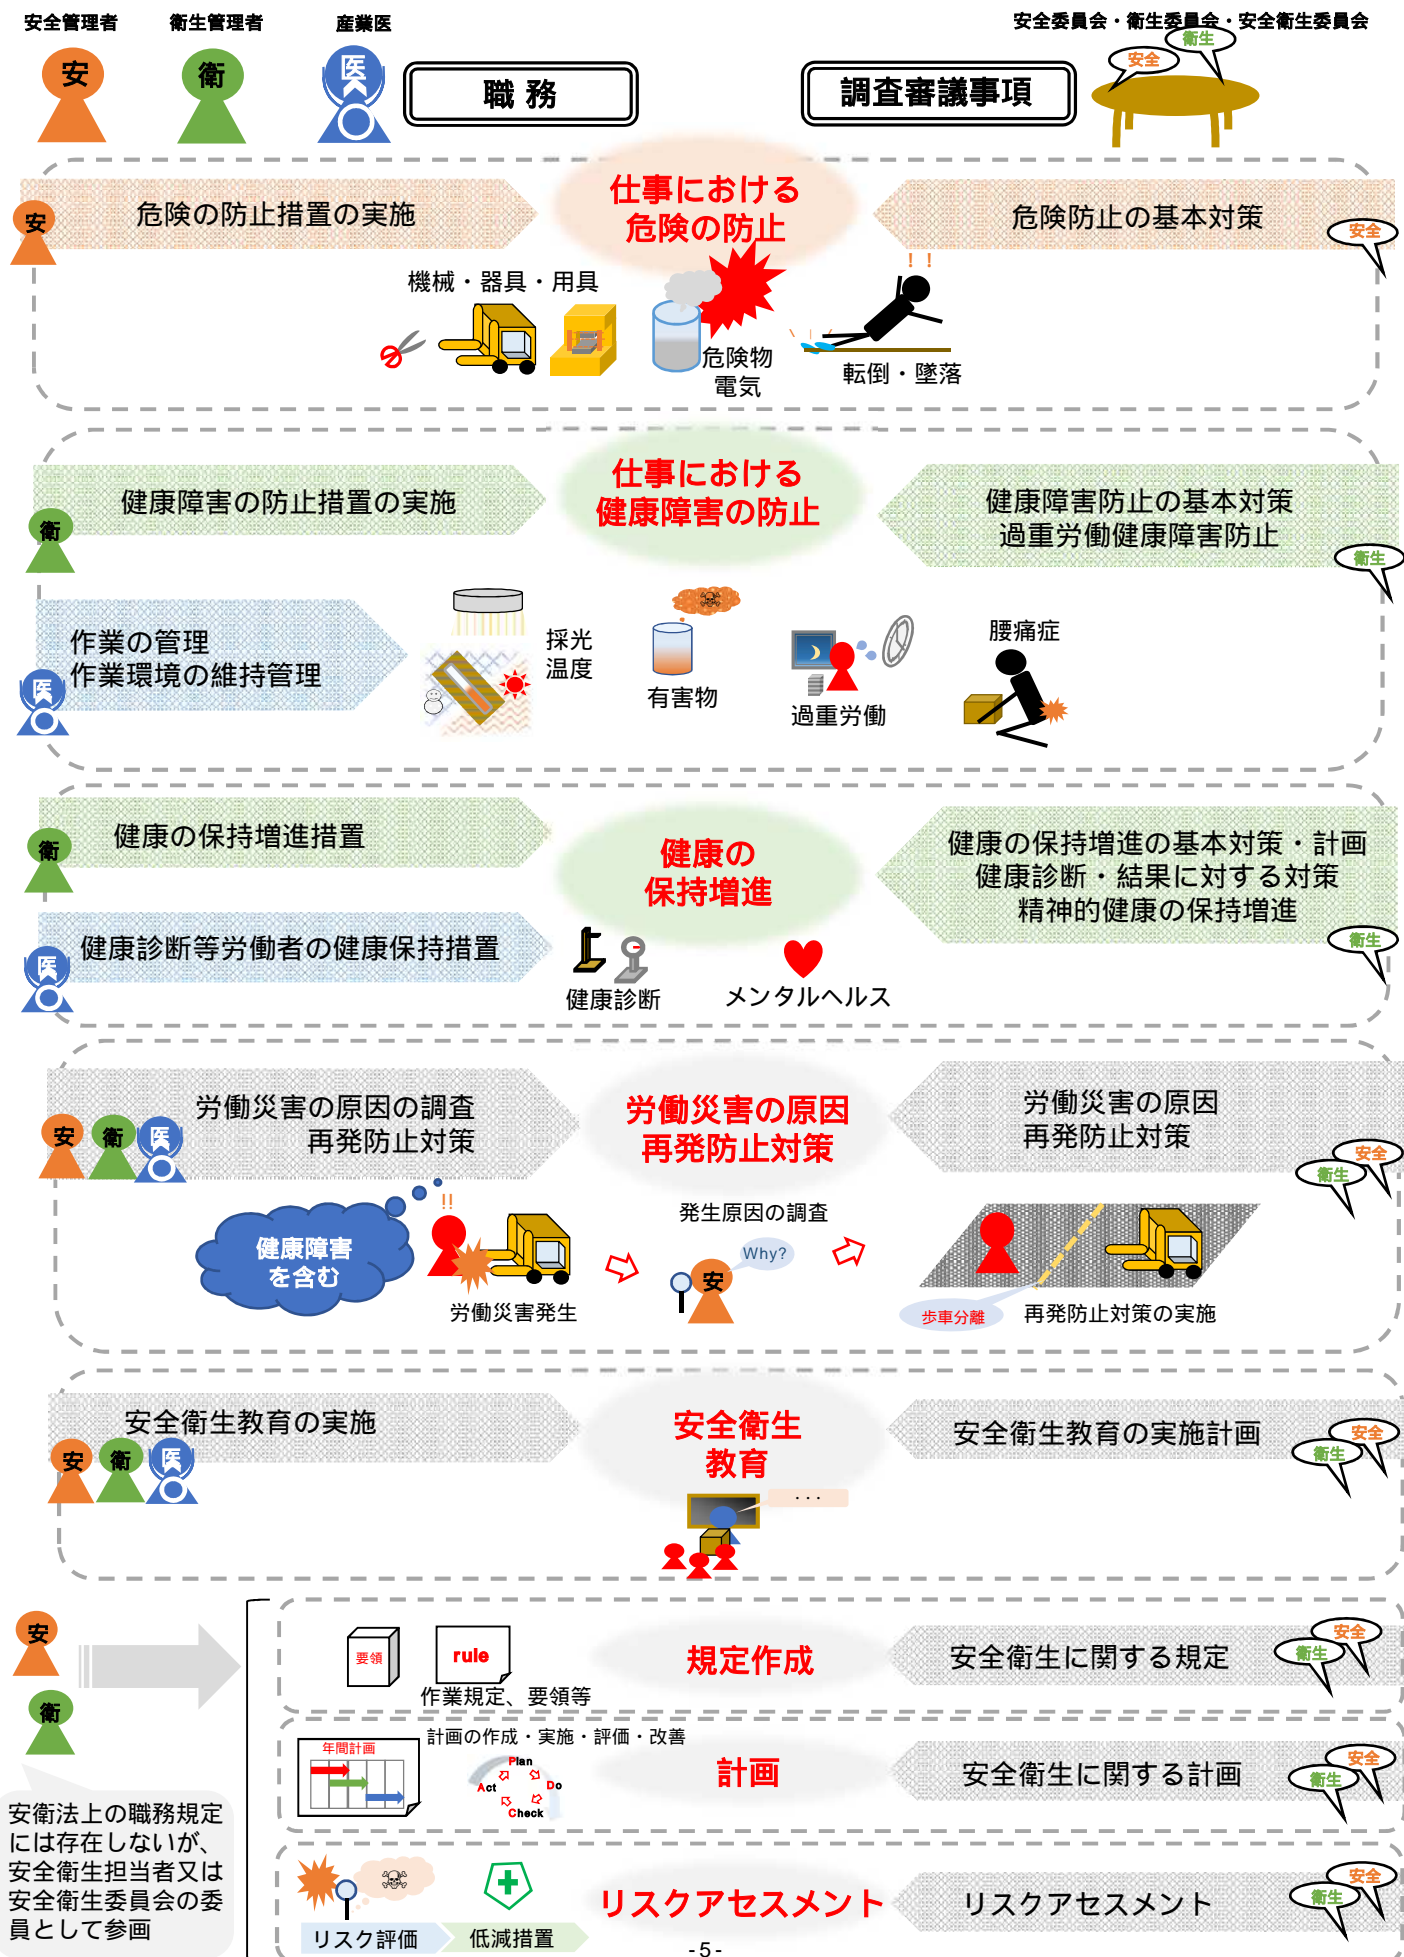 安全管理者
衛生管理者
産業医
安全委員会・衛生委員会・安全衛生委員会
安
衛
医
職 務
調査審議事項
安全
衛生
仕事における
危険の防止
危険の防止措置の実施
安
危険防止の基本対策
安全
機械・器具・用具
危険物
電気
!!
転倒・墜落
仕事における
健康障害の防止
健康障害の防止措置の実施
衛
健康障害防止の基本対策
過重労働健康障害防止
衛生
作業の管理
作業環境の維持管理
医
採光
温度
有害物
過重労働
腰痛症
健康の
保持増進
健康の保持増進措置
衛
健康の保持増進の基本対策・計画
健康診断・結果に対する対策
精神的健康の保持増進
衛生
健康診断等労働者の健康保持措置
医
健康診断
メンタルヘルス
労働災害の原因
再発防止対策
労働災害の原因の調査
再発防止対策
安
衛
医
労働災害の原因
再発防止対策
安全
衛生
健康障害
を含む
!!
労働災害発生
発生原因の調査
Why?
安
歩車分離
再発防止対策の実施
安全衛生
教育
安全衛生教育の実施
安
衛
医
安全衛生教育の実施計画
安全
衛生
・・・
安
衛
安衛法上の職務規定
には存在しないが、
安全衛生担当者又は
安全衛生委員会の委
員として参画
要領
rule
作業規定、要領等
規定作成
安全衛生に関する規定
安全
衛生
年間計画
計画の作成・実施・評価・改善
Plan
Do
Check
Act
計画
安全衛生に関する計画
安全
衛生
リスク評価
低減措置
リスクアセスメント
リスクアセスメント
安全
衛生
-5-